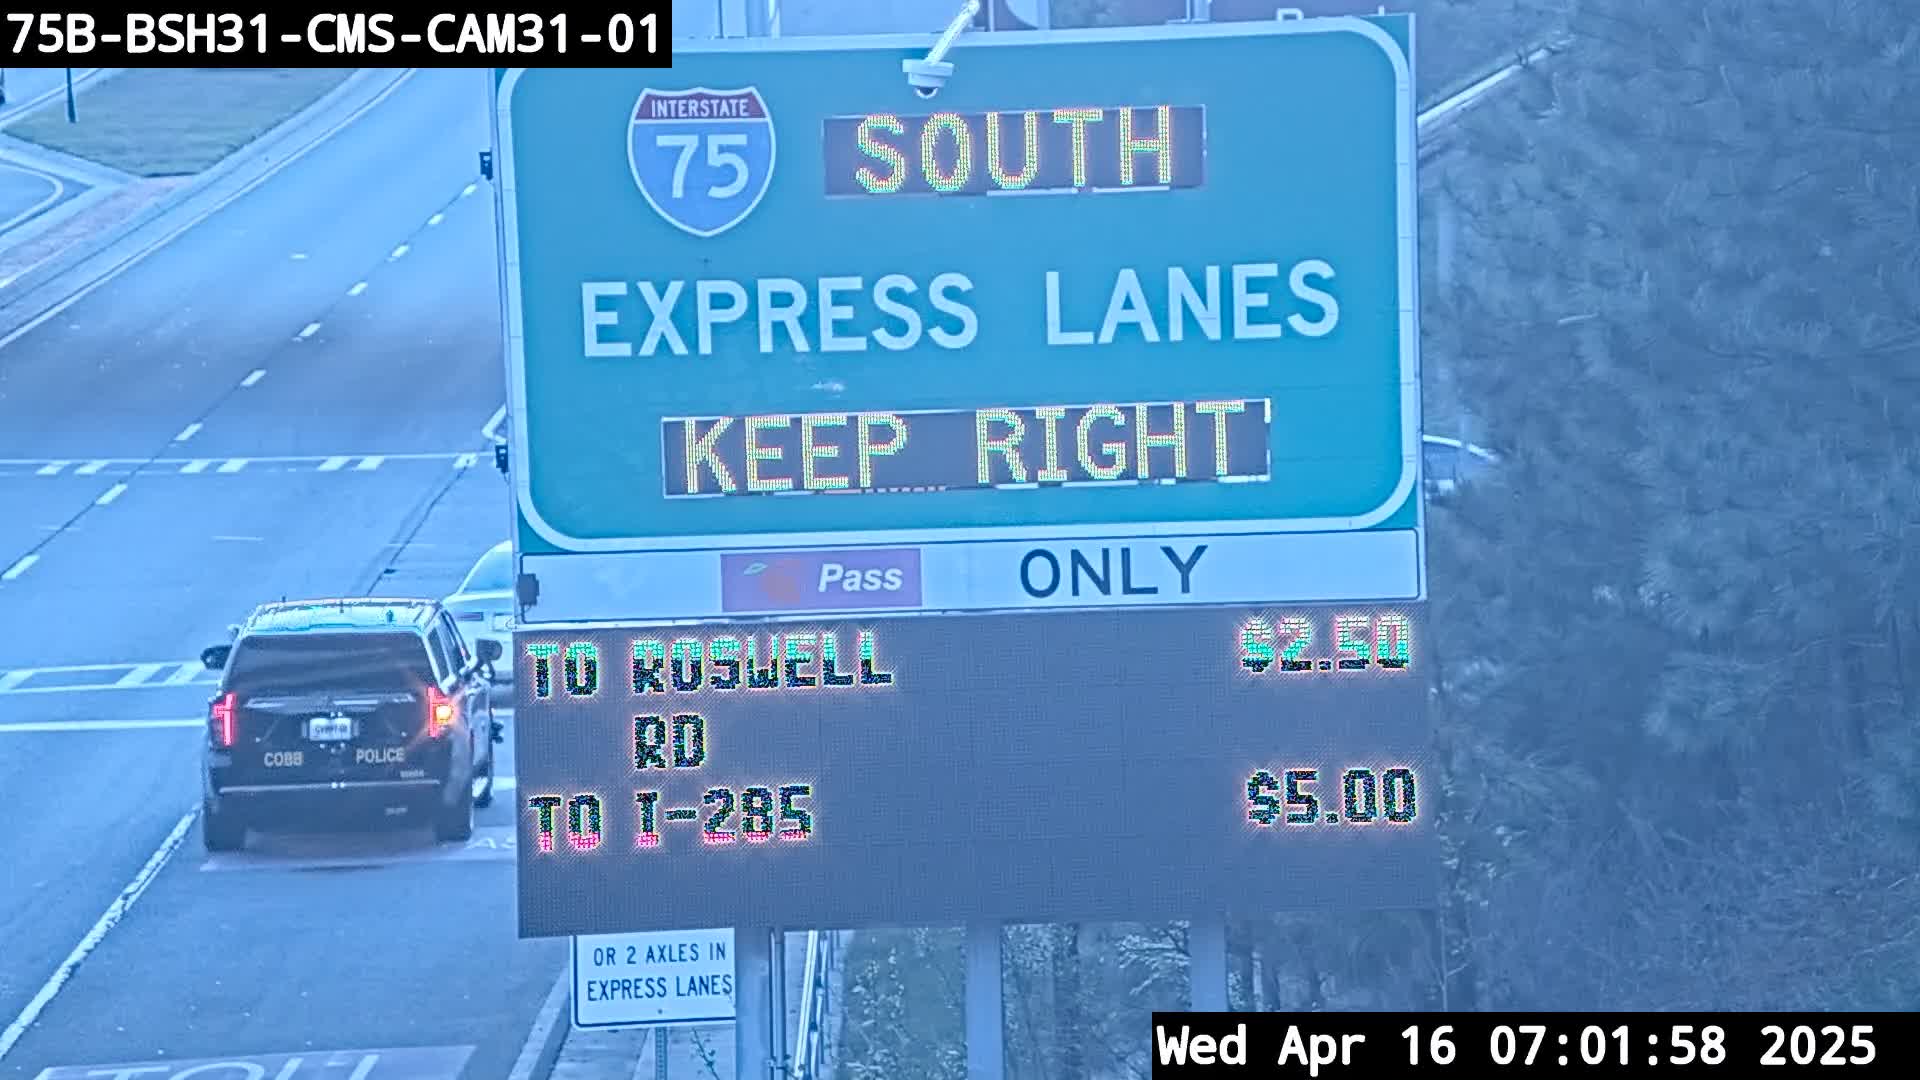 75B-BSH31-CMS-CAM31-01
INTERSTATE
75
SOUTH
EXPRESS LANES
KEEP RIGHT
Pass ONLY
TO ROSWELL $2.50
RD
TO I-285 $5.00
COBB POLICE
OR 2 AXLES IN
EXPRESS LANES
TOLL
Wed Apr 16 07:01:58 2025